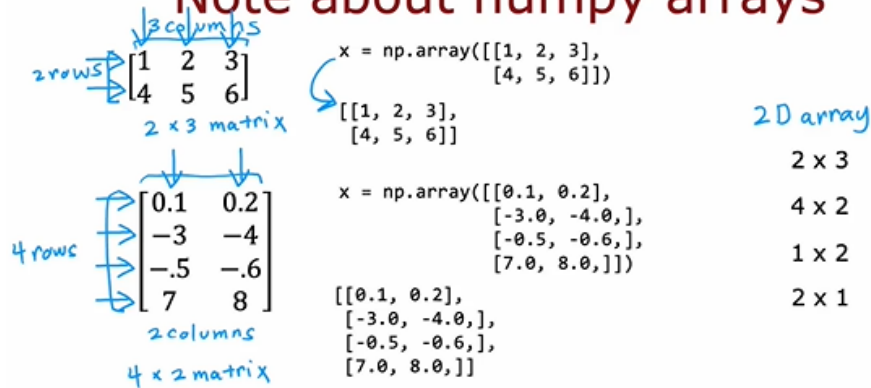 Note about numpy arrays
3 columns
2 rows
1 2 3
4 5 6
2 x 3 matrix
x = np.array([[1, 2, 3],
[4, 5, 6]])
[[1, 2, 3],
[4, 5, 6]]
4 rows
0.1 0.2
-3 -4
-.5 -.6
7 8
2 columns
4 x 2 matrix
x = np.array([[0.1, 0.2],
[-3.0, -4.0,],
[-0.5, -0.6,],
[7.0, 8.0,]])
[[0.1, 0.2],
[-3.0, -4.0,],
[-0.5, -0.6,],
[7.0, 8.0,]]
2D array
2 x 3
4 x 2
1 x 2
2 x 1